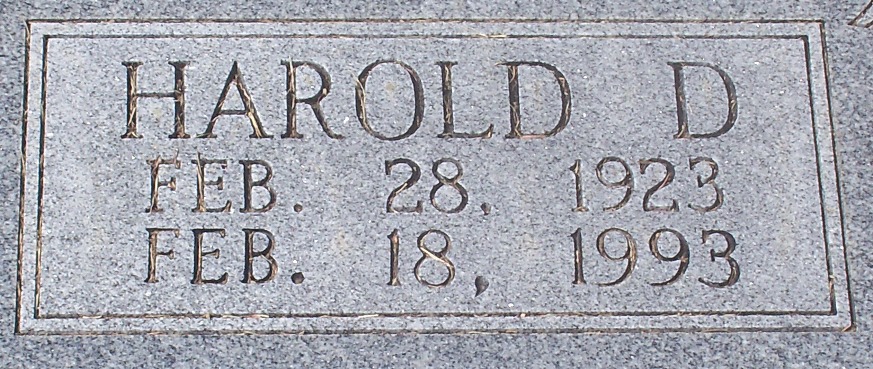 HAROLD D
FEB. 28, 1923
FEB. 18, 1993